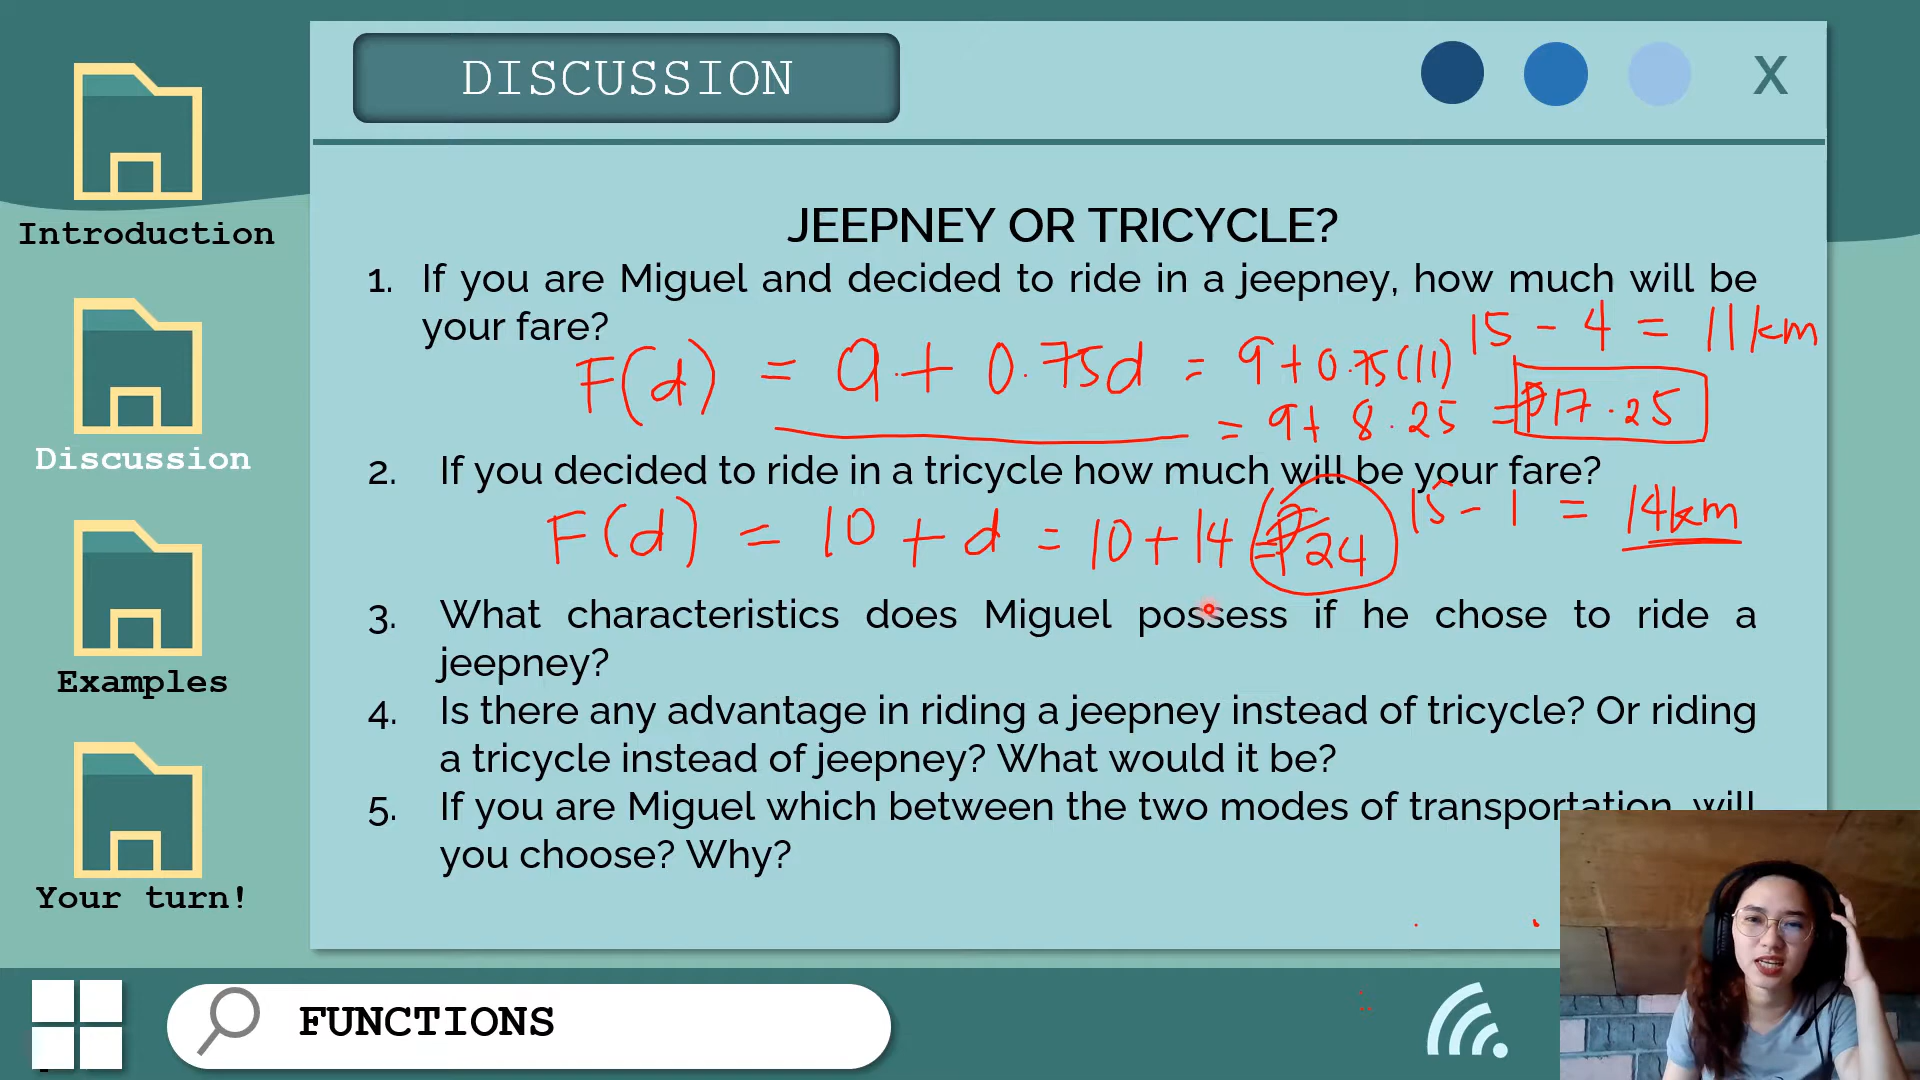 DISCUSSION
X
Introduction
Discussion
Examples
Your turn!
JEEPNEY OR TRICYCLE?
1. If you are Miguel and decided to ride in a jeepney, how much will be
your fare?
15 - 4 = 11km
F(d) = 9 + 0.75d = 9 + 0.75(11)
= 9 + 8.25 = ₱17.25
2. If you decided to ride in a tricycle how much will be your fare?
15 - 1 = 14km
F(d) = 10 + d = 10 + 14 = ₱24
3. What characteristics does Miguel possess if he chose to ride a
jeepney?
4. Is there any advantage in riding a jeepney instead of tricycle? Or riding
a tricycle instead of jeepney? What would it be?
5. If you are Miguel which between the two modes of transportation, will
you choose? Why?
FUNCTIONS